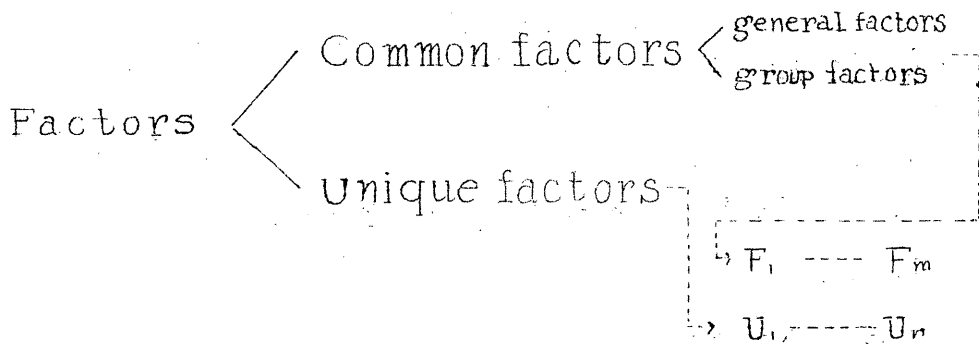 general factors
Common factors
group factors
Factors
Unique factors
F₁ ---- Fm
U₁, ------- Un